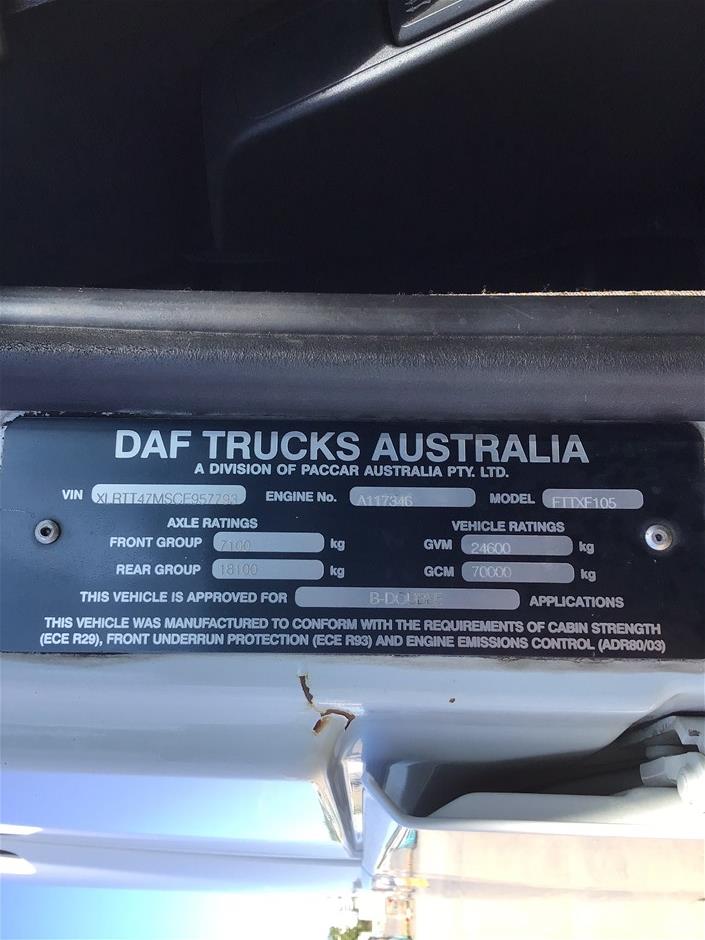 DAF TRUCKS AUSTRALIA
A DIVISION OF PACCAR AUSTRALIA PTY. LTD.
VIN XLRTT47MSCE957793 ENGINE No. A117346 MODEL FTTXF105
AXLE RATINGS VEHICLE RATINGS
FRONT GROUP 7100 kg GVM 24600 kg
REAR GROUP 18100 kg GCM 70000 kg
THIS VEHICLE IS APPROVED FOR B-DOUBLE APPLICATIONS
THIS VEHICLE WAS MANUFACTURED TO CONFORM WITH THE REQUIREMENTS OF CABIN STRENGTH
(ECE R29), FRONT UNDERRUN PROTECTION (ECE R93) AND ENGINE EMISSIONS CONTROL (ADR80/03)